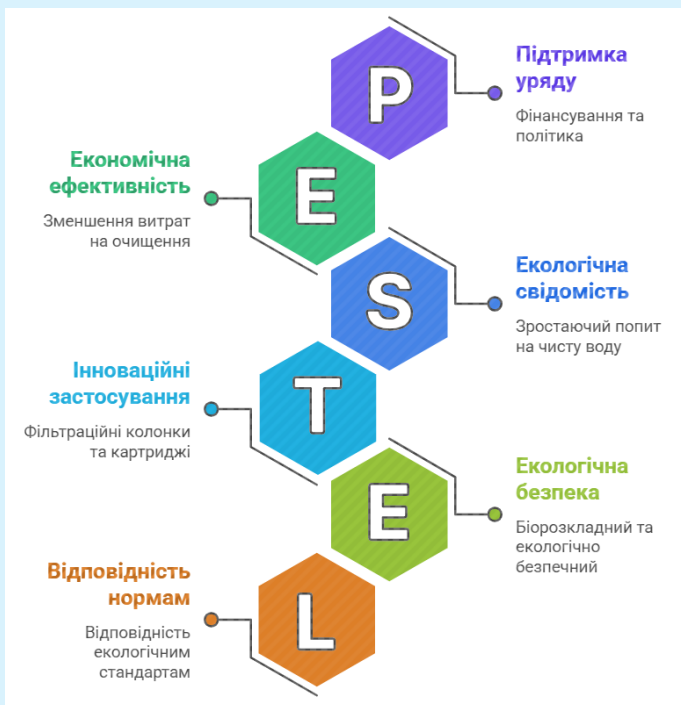 P
Підтримка
уряду
Фінансування та
політика
Економічна
ефективність
Зменшення витрат
на очищення
E
S
Екологічна
свідомість
Зростаючий попит
на чисту воду
Інноваційні
застосування
Фільтраційні колонки
та картриджі
T
E
Екологічна
безпека
Біорозкладний та
екологічно
безпечний
Відповідність
нормам
Відповідність
екологічним
стандартам
L